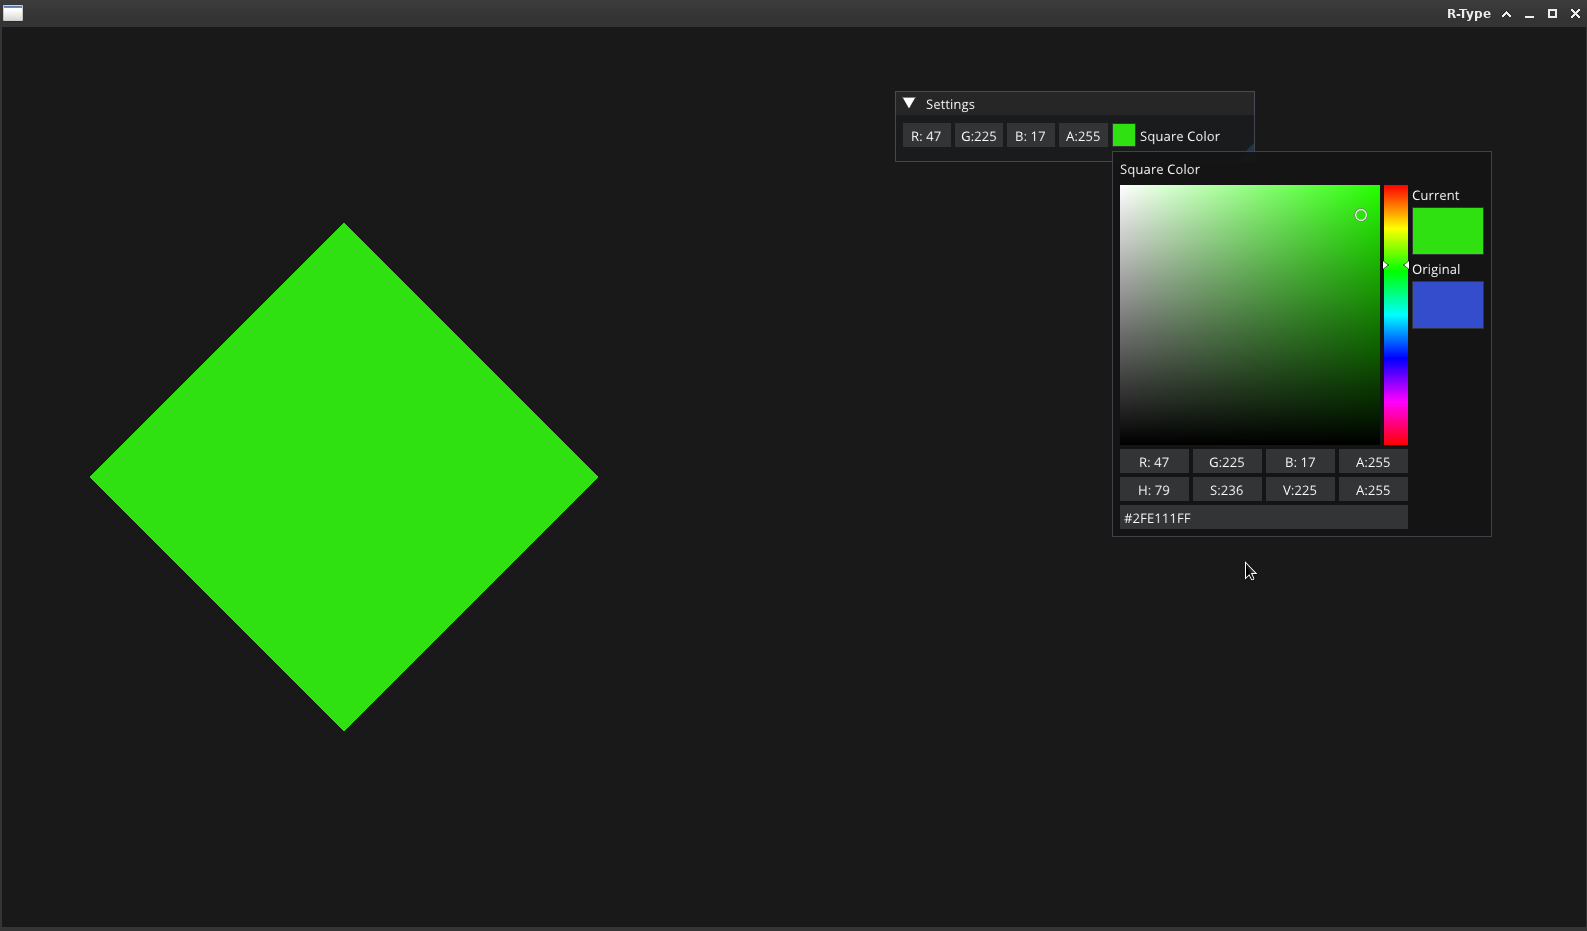 R-Type
Settings
R: 47 G:225 B: 17 A:255 Square Color
Square Color
Current
Original
R: 47 G:225 B: 17 A:255
H: 79 S:236 V:225 A:255
#2FE111FF